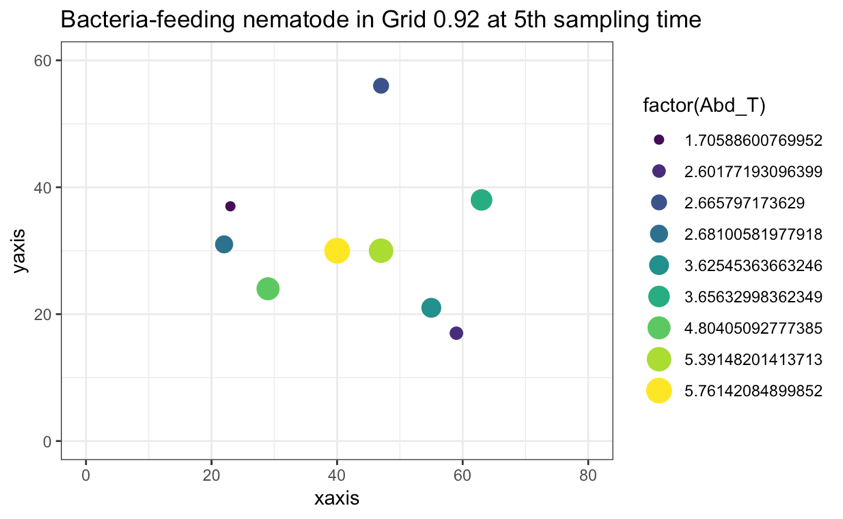 Bacteria-feeding nematode in Grid 0.92 at 5th sampling time
60
40
20
0
yaxis
0 20 40 60 80
xaxis
factor(Abd_T)
1.70588600769952
2.60177193096399
2.665797173629
2.68100581977918
3.62545363663246
3.65632998362349
4.80405092777385
5.39148201413713
5.76142084899852